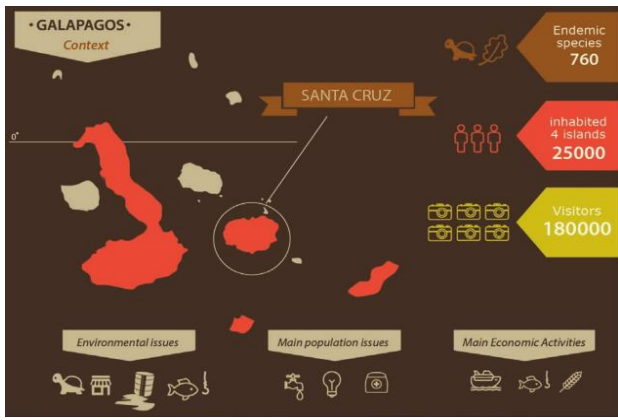 • GALAPAGOS •
Context
Endemic
species
760
SANTA CRUZ
inhabited
4 islands
25000
0°
Visitors
180000
Environmental issues
Main population issues
Main Economic Activities